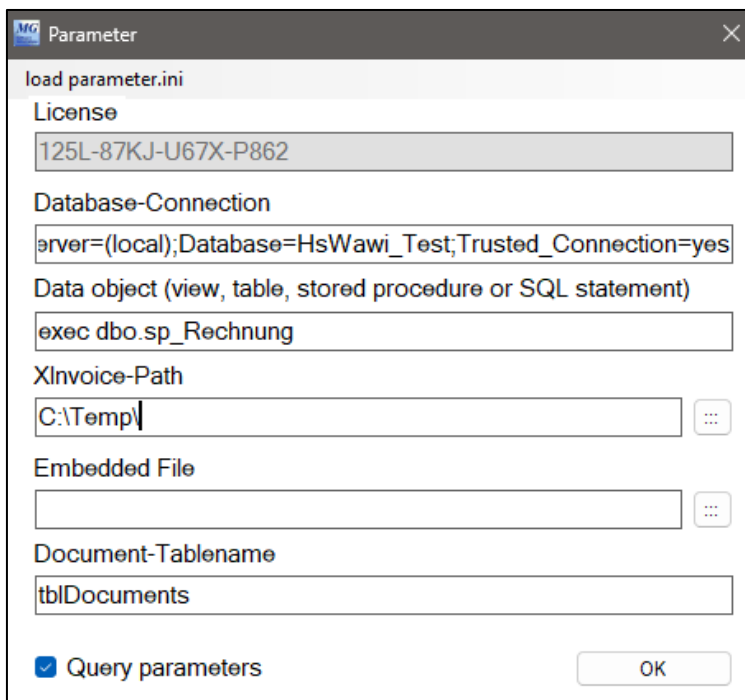 MG
Parameter
load parameter.ini
License
125L-87KJ-U67X-P862
Database-Connection
erver=(local);Database=HsWawi_Test;Trusted_Connection=yes
Data object (view, table, stored procedure or SQL statement)
exec dbo.sp_Rechnung
XInvoice-Path
C:\Temp\
:::
Embedded File
:::
Document-Tablename
tblDocuments
Query parameters
OK